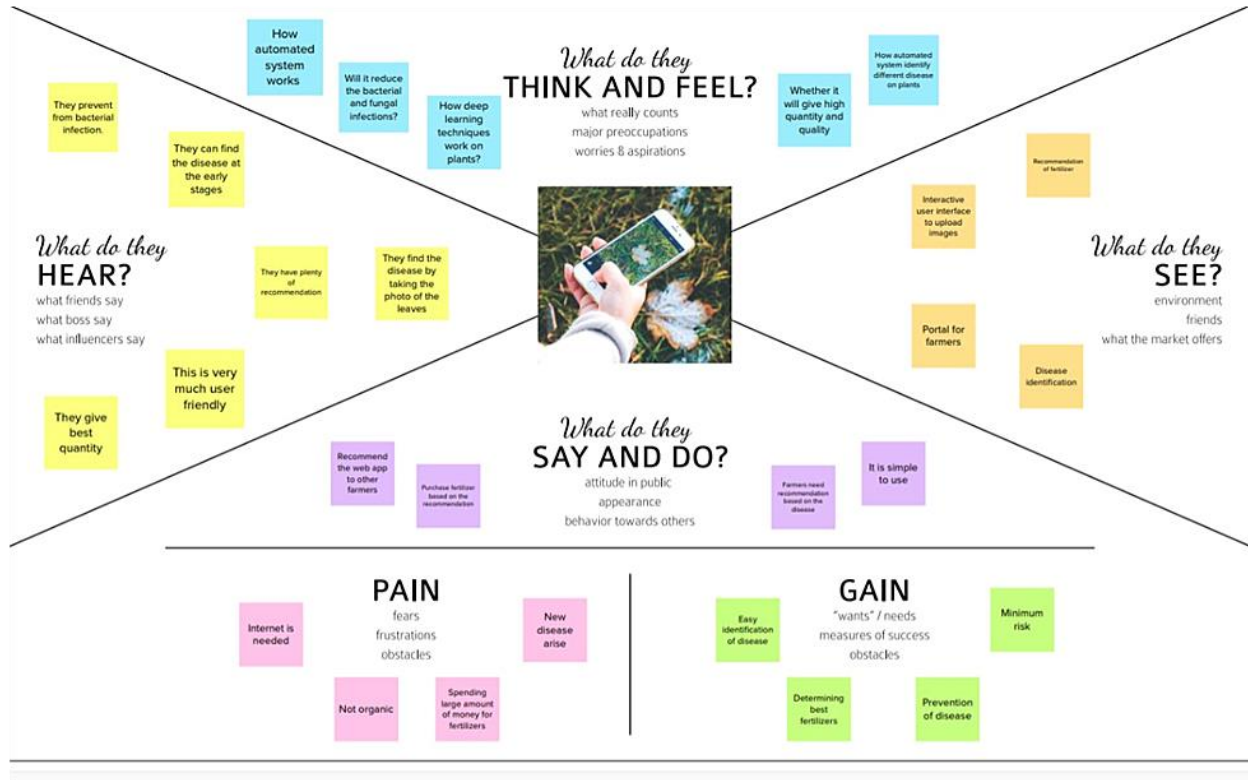 What do they
THINK AND FEEL?
what really counts
major preoccupations
worries & aspirations
How
automated
system
works
Will it reduce
the bacterial
and fungal
infections?
How deep
learning
techniques
work on
plants?
Whether it
will give high
quantity and
quality
How automated
system identify
different disease
on plants
What do they
HEAR?
what friends say
what boss say
what influencers say
They prevent
from bacterial
infection.
They can find
the disease at
the early
stages
They have plenty
of
recommendation
They find the
disease by
taking the
photo of the
leaves
This is very
much user
friendly
They give
best
quantity
What do they
SEE?
environment
friends
what the market offers
Recommendation
of fertilizer
Interactive
user interface
to upload
images
Portal for
farmers
Disease
identification
What do they
SAY AND DO?
attitude in public
appearance
behavior towards others
Recommend
the web app
to other
farmers
Purchase fertilizer
based on the
recommendation
Farmers need
recommendation
based on the
disease
It is simple
to use
PAIN
fears
frustrations
obstacles
Internet is
needed
Not organic
Spending
large amount
of money for
fertilizers
New
disease
arise
GAIN
"wants" / needs
measures of success
obstacles
Easy
identification
of disease
Determining
best
fertilizers
Prevention
of disease
Minimum
risk